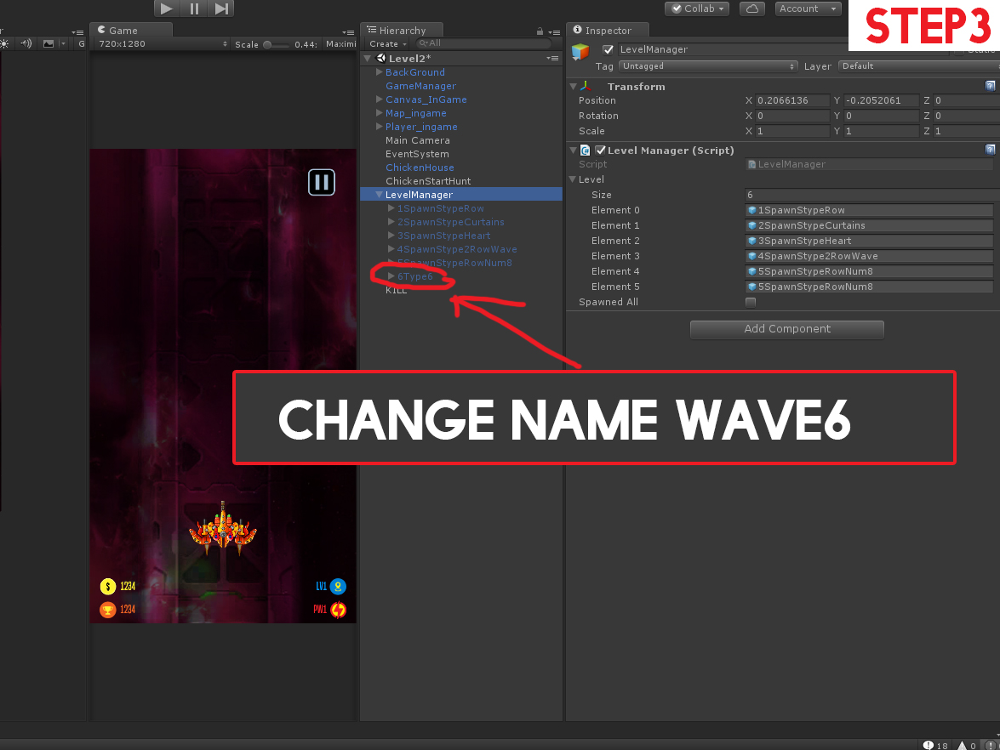 Collab
Account
STEP3
r
Game
Hierarchy
Inspector
720x1280
Scale
0.44:
Maximi
G
Create
All
LevelManager
Static
Tag
Untagged
Layer
Default
Level2*
BackGround
GameManager
Canvas_InGame
Map_ingame
Player_ingame
Main Camera
EventSystem
ChickenHouse
ChickenStartHunt
LevelManager
1SpawnStypeRow
2SpawnStypeCurtains
3SpawnStypeHeart
4SpawnStype2RowWave
5SpawnStypeRowNum8
6Type6
KILL
Transform
Position X 0.2066136 Y -0.2052061 Z 0
Rotation X 0 Y 0 Z 0
Scale X 1 Y 1 Z 1
Level Manager (Script)
Script LevelManager
Level
Size 6
Element 0 1SpawnStypeRow
Element 1 2SpawnStypeCurtains
Element 2 3SpawnStypeHeart
Element 3 4SpawnStype2RowWave
Element 4 5SpawnStypeRowNum8
Element 5 5SpawnStypeRowNum8
Spawned All
Add Component
CHANGE NAME WAVE6
$ 1234
LV1
1234
PW1
18
0